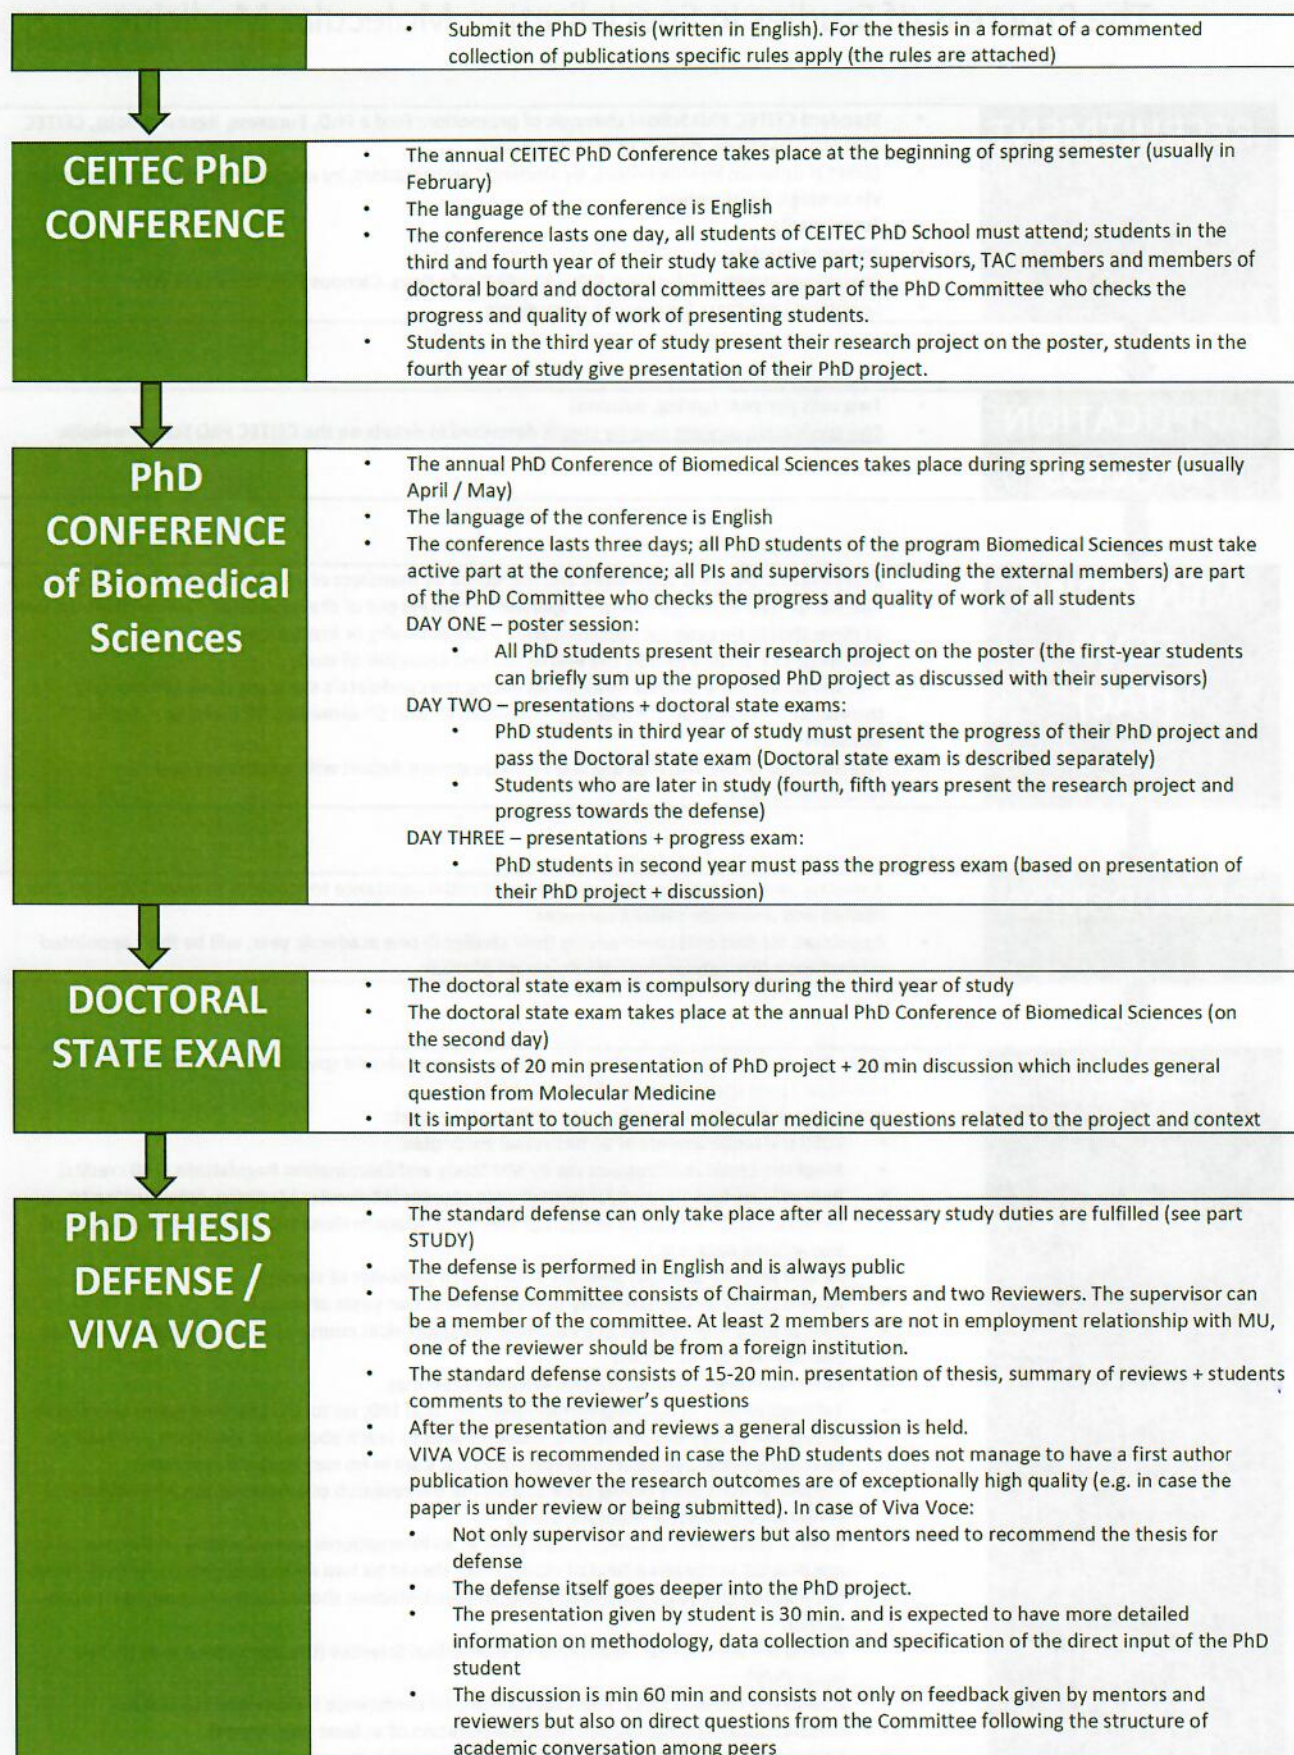 • Submit the PhD Thesis (written in English). For the thesis in a format of a commented
collection of publications specific rules apply (the rules are attached)
CEITEC PhD
CONFERENCE
• The annual CEITEC PhD Conference takes place at the beginning of spring semester (usually in
February)
• The language of the conference is English
• The conference lasts one day, all students of CEITEC PhD School must attend; students in the
third and fourth year of their study take active part; supervisors, TAC members and members of
doctoral board and doctoral committees are part of the PhD Committee who checks the
progress and quality of work of presenting students.
• Students in the third year of study present their research project on the poster, students in the
fourth year of study give presentation of their PhD project.
PhD
CONFERENCE
of Biomedical
Sciences
• The annual PhD Conference of Biomedical Sciences takes place during spring semester (usually
April / May)
• The language of the conference is English
• The conference lasts three days; all PhD students of the program Biomedical Sciences must take
active part at the conference; all PIs and supervisors (including the external members) are part
of the PhD Committee who checks the progress and quality of work of all students
DAY ONE – poster session:
• All PhD students present their research project on the poster (the first-year students
can briefly sum up the proposed PhD project as discussed with their supervisors)
DAY TWO – presentations + doctoral state exams:
• PhD students in third year of study must present the progress of their PhD project and
pass the Doctoral state exam (Doctoral state exam is described separately)
• Students who are later in study (fourth, fifth years present the research project and
progress towards the defense)
DAY THREE – presentations + progress exam:
• PhD students in second year must pass the progress exam (based on presentation of
their PhD project + discussion)
DOCTORAL
STATE EXAM
• The doctoral state exam is compulsory during the third year of study
• The doctoral state exam takes place at the annual PhD Conference of Biomedical Sciences (on
the second day)
• It consists of 20 min presentation of PhD project + 20 min discussion which includes general
question from Molecular Medicine
• It is important to touch general molecular medicine questions related to the project and context
PhD THESIS
DEFENSE /
VIVA VOCE
• The standard defense can only take place after all necessary study duties are fulfilled (see part
STUDY)
• The defense is performed in English and is always public
• The Defense Committee consists of Chairman, Members and two Reviewers. The supervisor can
be a member of the committee. At least 2 members are not in employment relationship with MU,
one of the reviewer should be from a foreign institution.
• The standard defense consists of 15-20 min. presentation of thesis, summary of reviews + students
comments to the reviewer's questions
• After the presentation and reviews a general discussion is held.
• VIVA VOCE is recommended in case the PhD students does not manage to have a first author
publication however the research outcomes are of exceptionally high quality (e.g. in case the
paper is under review or being submitted). In case of Viva Voce:
• Not only supervisor and reviewers but also mentors need to recommend the thesis for
defense
• The defense itself goes deeper into the PhD project.
• The presentation given by student is 30 min. and is expected to have more detailed
information on methodology, data collection and specification of the direct input of the PhD
student
• The discussion is min 60 min and consists not only on feedback given by mentors and
reviewers but also on direct questions from the Committee following the structure of
academic conversation among peers